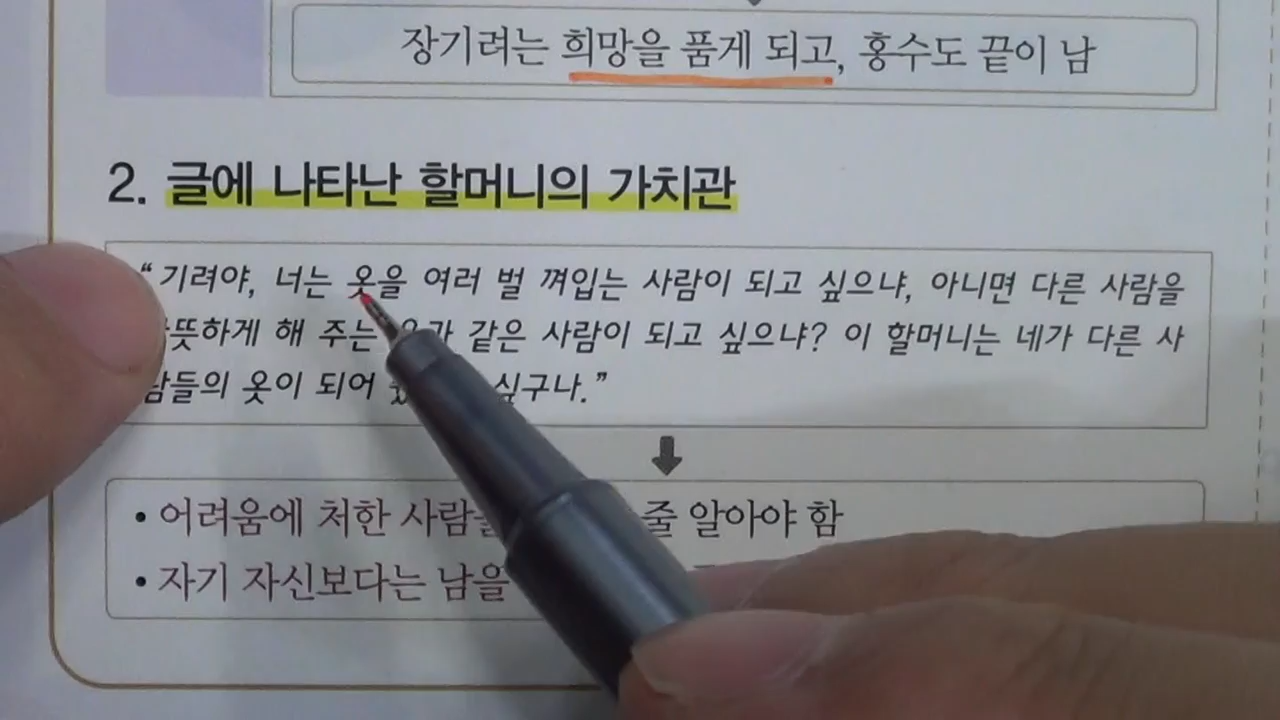 장기려는 희망을 품게 되고, 홍수도 끝이 남
2. 글에 나타난 할머니의 가치관
“기려야, 너는 옷을 여러 벌 껴입는 사람이 되고 싶으냐, 아니면 다른 사람을
뜻하게 해 주는 같은 사람이 되고 싶으냐? 이 할머니는 네가 다른 사
람들의 옷이 되어 싶구나.”
• 어려움에 처한 사람을 줄 알아야 함
• 자기 자신보다는 남을